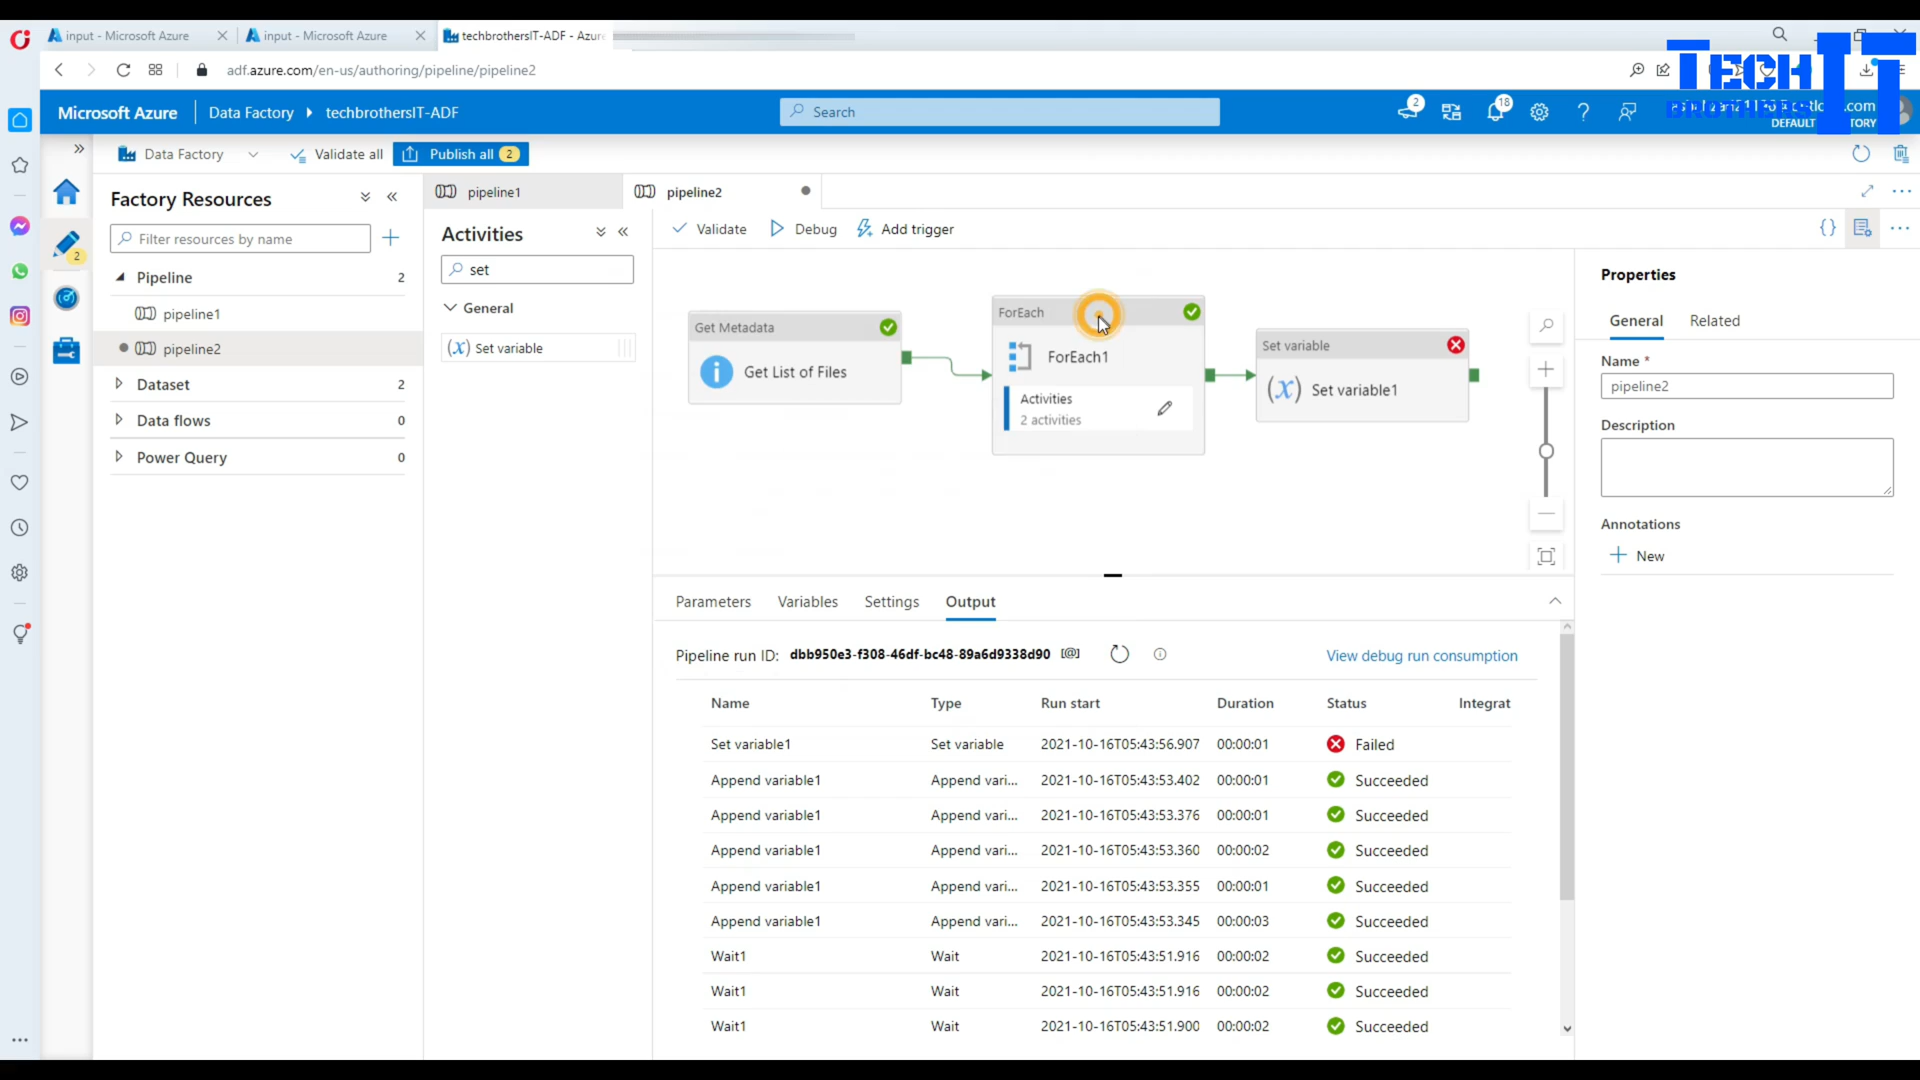 input - Microsoft Azure
input - Microsoft Azure
techbrothersIT-ADF - Azure
adf.azure.com/en-us/authoring/pipeline/pipeline2
TECH IT
BROTHERS
Microsoft Azure
Data Factory
techbrothersIT-ADF
Search
2
18
.com
DEFAULT
Data Factory
Validate all
Publish all
2
2
Factory Resources
Filter resources by name
Pipeline
2
pipeline1
pipeline2
Dataset
2
Data flows
0
Power Query
0
pipeline1
pipeline2
Activities
set
General
(x) Set variable
Validate
Debug
Add trigger
{}
Get Metadata
Get List of Files
ForEach
ForEach1
Activities
2 activities
Set variable
(x) Set variable1
Parameters
Variables
Settings
Output
Pipeline run ID: dbb950e3-f308-46df-bc48-89a6d9338d90 [@]
View debug run consumption
Name Type Run start Duration Status Integrat
Set variable1 Set variable 2021-10-16T05:43:56.907 00:00:01 Failed
Append variable1 Append vari... 2021-10-16T05:43:53.402 00:00:01 Succeeded
Append variable1 Append vari... 2021-10-16T05:43:53.376 00:00:01 Succeeded
Append variable1 Append vari... 2021-10-16T05:43:53.360 00:00:02 Succeeded
Append variable1 Append vari... 2021-10-16T05:43:53.355 00:00:01 Succeeded
Append variable1 Append vari... 2021-10-16T05:43:53.345 00:00:03 Succeeded
Wait1 Wait 2021-10-16T05:43:51.916 00:00:02 Succeeded
Wait1 Wait 2021-10-16T05:43:51.916 00:00:02 Succeeded
Wait1 Wait 2021-10-16T05:43:51.900 00:00:02 Succeeded
Properties
General
Related
Name *
pipeline2
Description
Annotations
New